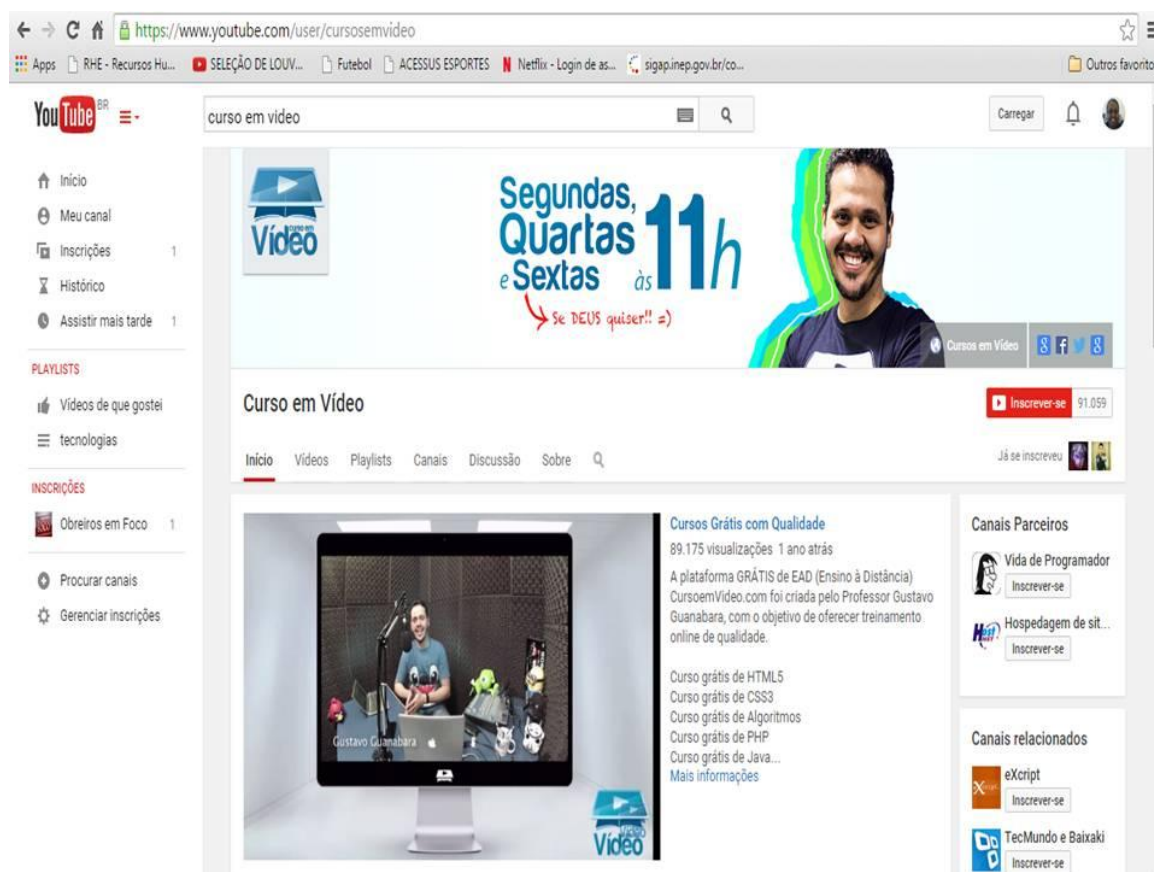 https://www.youtube.com/user/cursosemvideo
Apps RHE - Recursos Hu... SELEÇÃO DE LOUV... Futebol ACESSUS ESPORTES Netflix - Login de as... sigap.inep.gov.br/co... Outros favorito
YouTube BR
curso em video
Carregar
Início
Meu canal
Inscrições 1
Histórico
Assistir mais tarde 1
PLAYLISTS
Vídeos de que gostei
tecnologias
INSCRIÇÕES
Obreiros em Foco 1
Procurar canais
Gerenciar inscrições
curso em
Vídeo
Segundas,
Quartas
e Sextas às 11h
Se DEUS quiser!! =)
Cursos em Vídeo
Curso em Vídeo
Inscrever-se 91.059
Início Vídeos Playlists Canais Discussão Sobre
Já se inscreveu
Gustavo Guanabara
curso em
Vídeo
Cursos Grátis com Qualidade
89.175 visualizações 1 ano atrás
A plataforma GRÁTIS de EAD (Ensino à Distância)
CursoemVideo.com foi criada pelo Professor Gustavo
Guanabara, com o objetivo de oferecer treinamento
online de qualidade.
Curso grátis de HTML5
Curso grátis de CSS3
Curso grátis de Algoritmos
Curso grátis de PHP
Curso grátis de Java...
Mais informações
Canais Parceiros
Vida de Programador
Inscrever-se
Host
NET
Hospedagem de sit...
Inscrever-se
Canais relacionados
eXcript
Inscrever-se
TecMundo e Baixaki
Inscrever-se